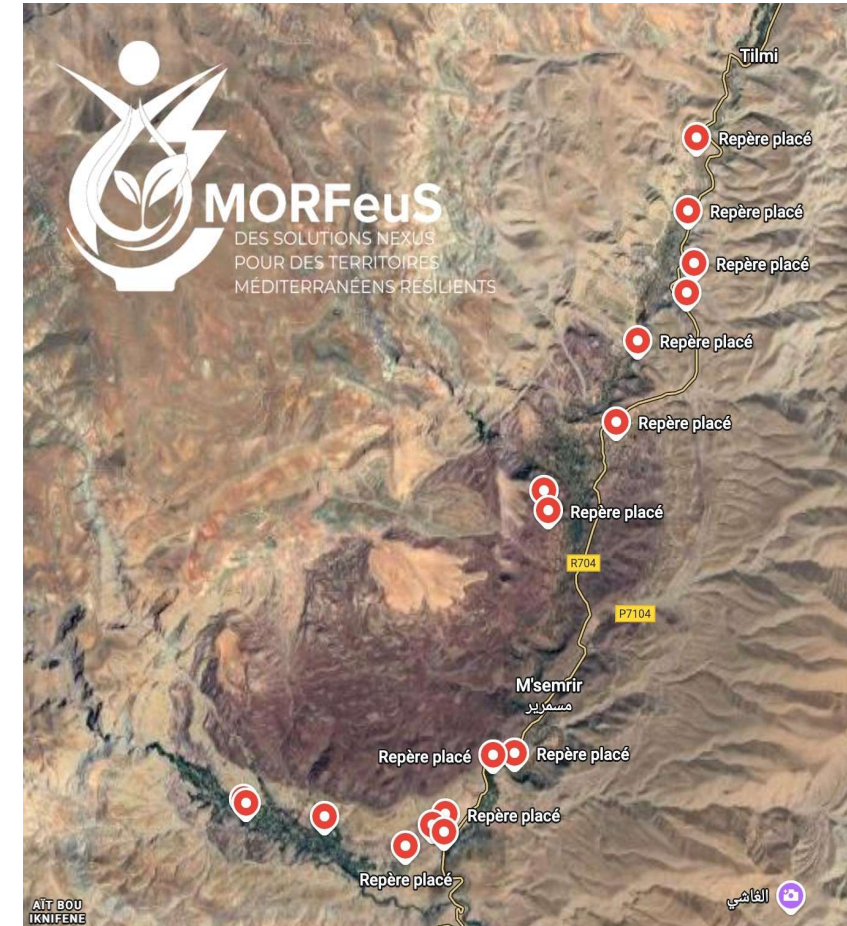 Tilmi
Repère placé
MORFeuS
Repère placé
DES SOLUTIONS NEXUS
POUR DES TERRITOIRES
Repère placé
MÉDITERRANÉENS RÉSILIENTS
Repère placé
Repère placé
Repère placé
R704
P7104
M'semrir
مسمرير
Repère placé
Repère placé
Repère placé
Repère placé
الغاشي
AÏT BOU
IKNIFENE